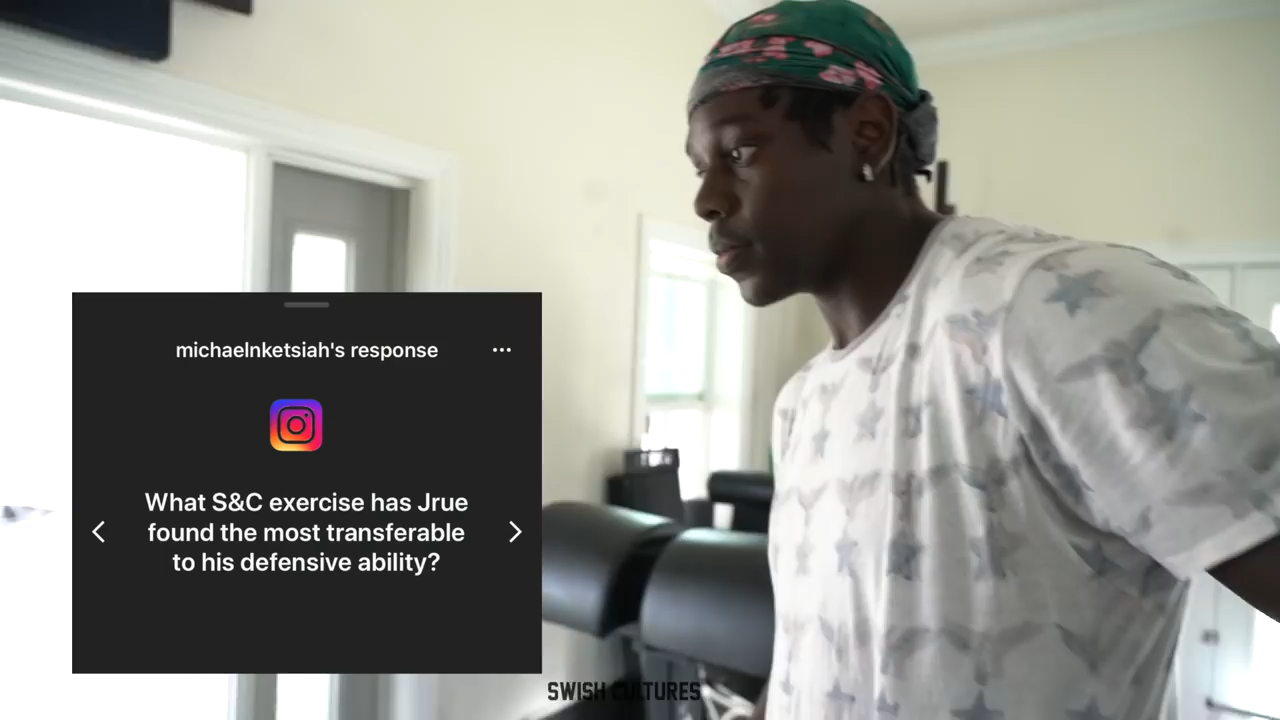 michaelnketsiah's response
What S&C exercise has Jrue
found the most transferable
to his defensive ability?
SWISH CULTURES